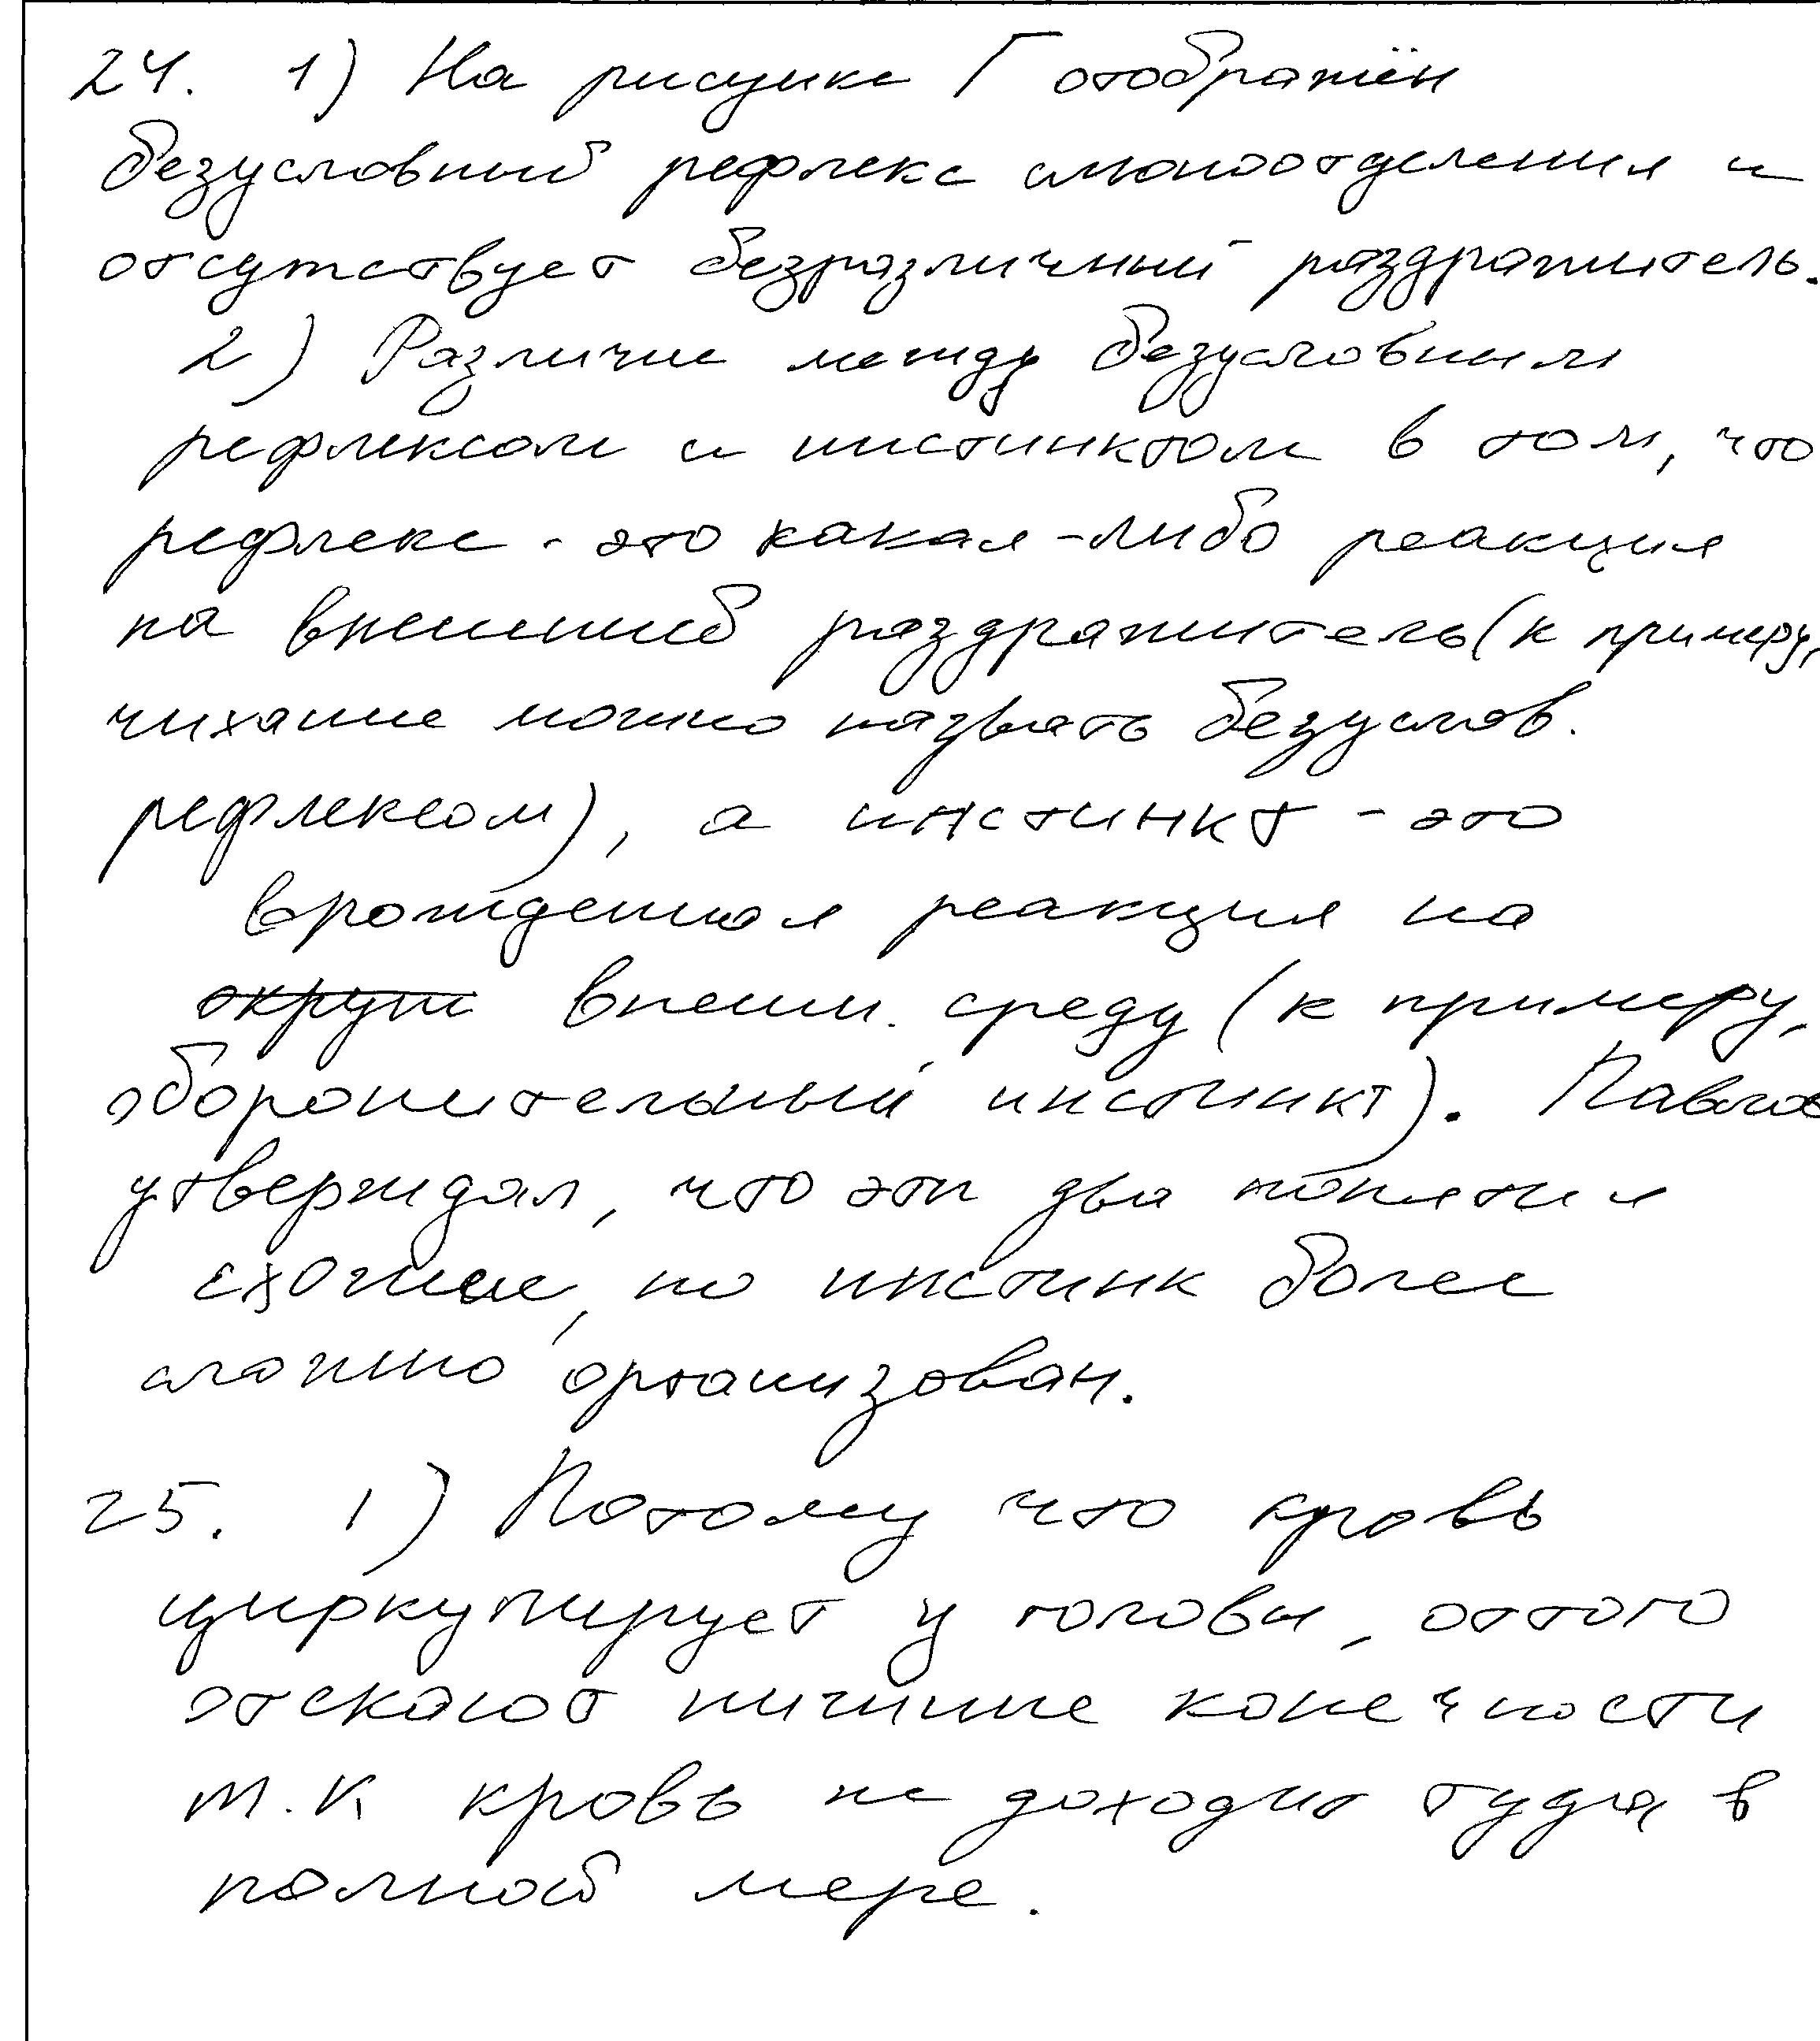 24. 1) На рисунке Г отображён
безусловный рефлекс слюноотделения и
отсутствует безразличный раздражитель.
2) Различие между безусловным
рефлексом и инстинктом в том, что
рефлекс - это какая-либо реакция
на внешний раздражитель (к примеру,
чихание можно назвать безуслов.
рефлексом), а инстинкт - это
врождённая реакция на
окруж внешн. среду (к примеру,
оборонительный инстинкт). Павлов
утверждал, что эти два понятия
схожие, но инстинк более
сложно организован.
25. 1) Потому что кровь
циркулирует у головы, оттого
отекают нижние конечности
т.к кровь не доходит туда в
полной мере.